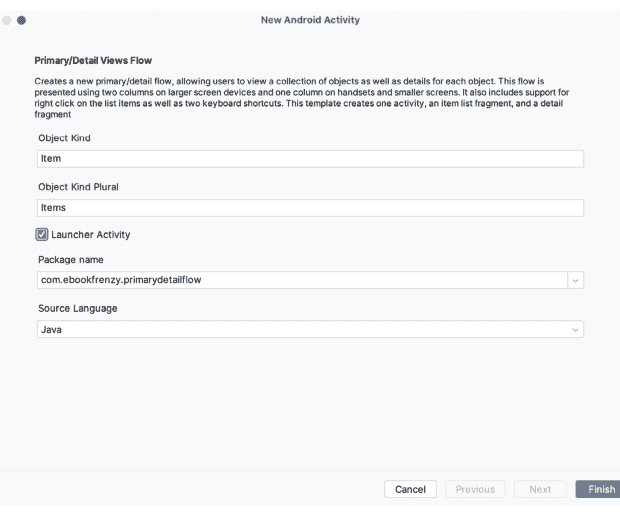 New Android Activity
Primary/Detail Views Flow
Creates a new primary/detail flow, allowing users to view a collection of objects as well as details for each object. This flow is
presented using two columns on larger screen devices and one column on handsets and smaller screens. It also includes support for
right click on the list items as well as two keyboard shortcuts. This template creates one activity, an item list fragment, and a detail
fragment
Object Kind
Item
Object Kind Plural
Items
Launcher Activity
Package name
com.ebookfrenzy.primarydetailflow
Source Language
Java
Cancel Previous Next Finish